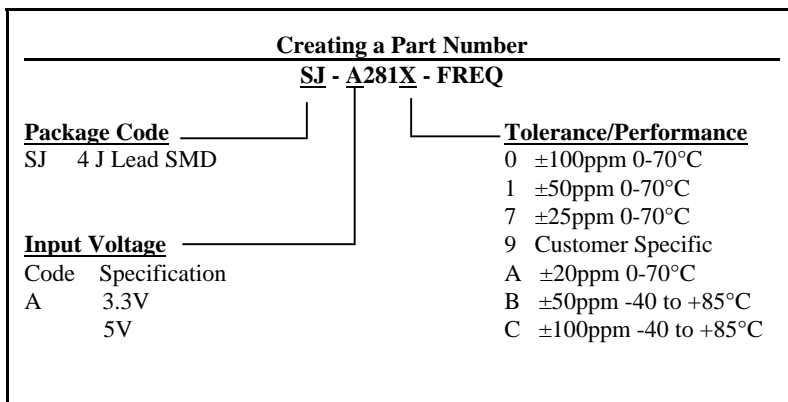 Creating a Part Number
SJ - A281X - FREQ
Package Code
SJ 4 J Lead SMD
Input Voltage
Code Specification
A 3.3V
5V
Tolerance/Performance
0 ±100ppm 0-70°C
1 ±50ppm 0-70°C
7 ±25ppm 0-70°C
9 Customer Specific
A ±20ppm 0-70°C
B ±50ppm -40 to +85°C
C ±100ppm -40 to +85°C